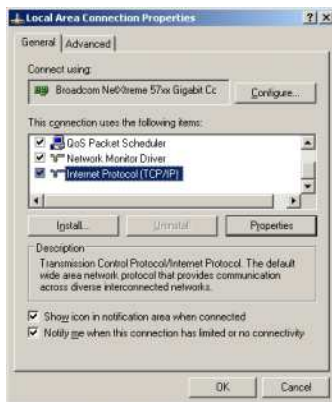 Local Area Connection Properties
General Advanced
Connect using:
Broadcom NetXtreme 57xx Gigabit Cc
Configure...
This connection uses the following items:
QoS Packet Scheduler
Network Monitor Driver
Internet Protocol (TCP/IP)
Install... Uninstall Properties
Description
Transmission Control Protocol/Internet Protocol. The default
wide area network protocol that provides communication
across diverse interconnected networks.
Show icon in notification area when connected
Notify me when this connection has limited or no connectivity
OK Cancel